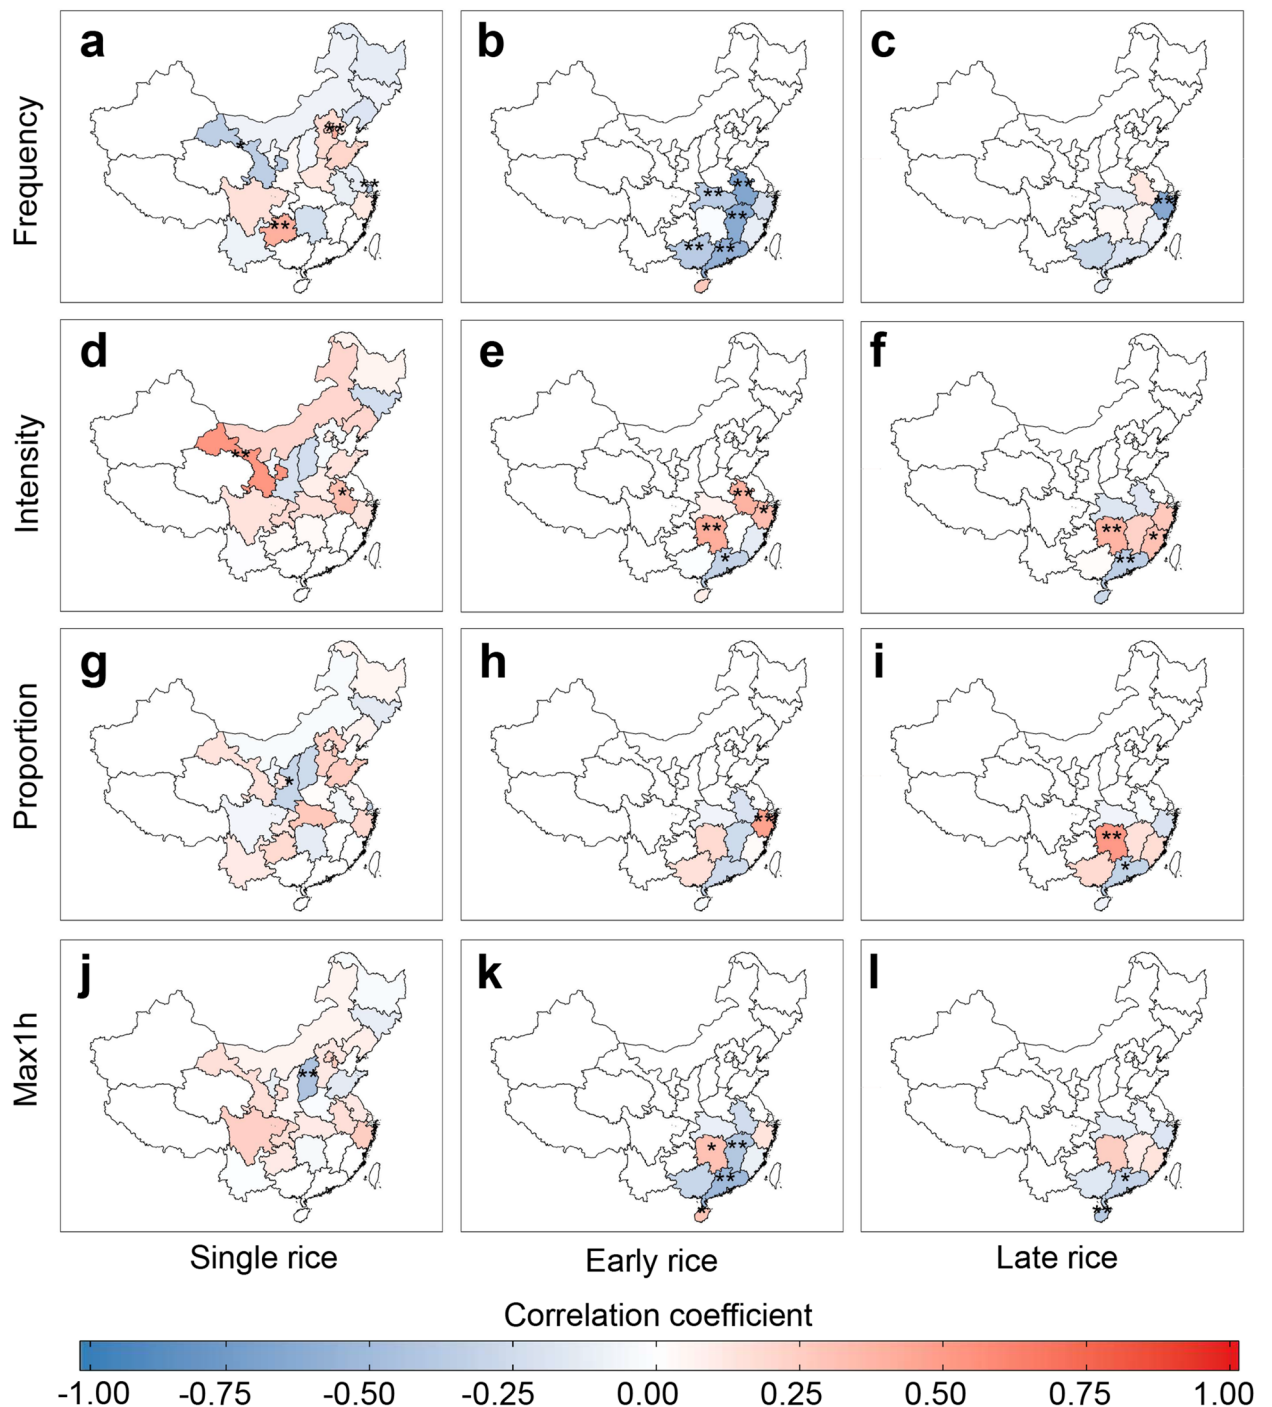 a
b
c
Frequency
**
*
**
**
**
**
**
**
**
**
d
e
f
Intensity
**
*
**
*
**
*
**
*
**
g
h
i
Proportion
*
**
**
*
j
k
l
Max1h
**
*
**
**
*
*
**
Single rice
Early rice
Late rice
Correlation coefficient
-1.00 -0.75 -0.50 -0.25 0.00 0.25 0.50 0.75 1.00